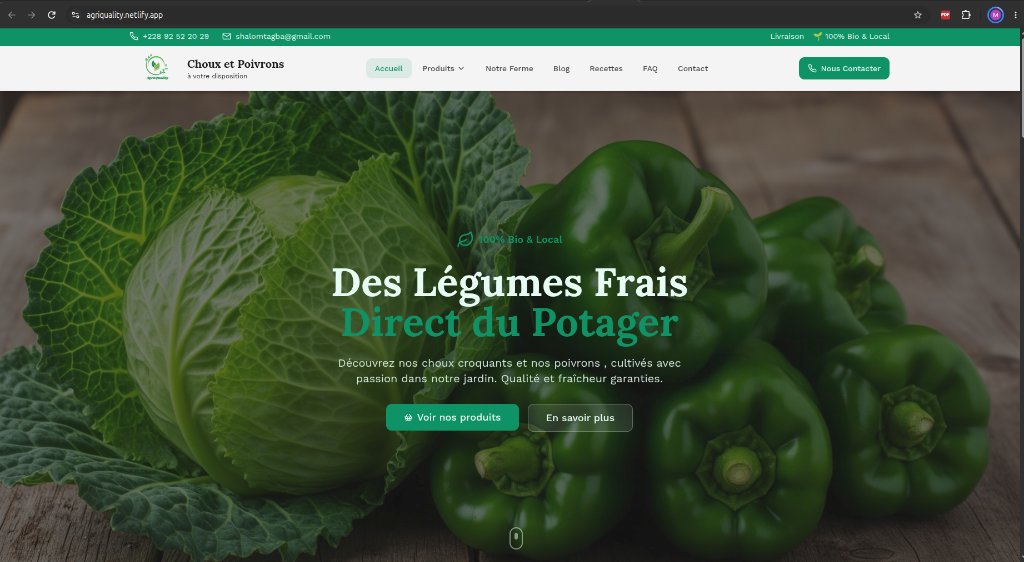 agriquality.netlify.app
+228 92 52 20 29 shalomtagba@gmail.com Livraison 100% Bio & Local
AgriQuality
Choux et Poivrons
à votre disposition
Accueil Produits Notre Ferme Blog Recettes FAQ Contact
Nous Contacter
100% Bio & Local
Des Légumes Frais
Direct du Potager
Découvrez nos choux croquants et nos poivrons , cultivés avec
passion dans notre jardin. Qualité et fraîcheur garanties.
Voir nos produits En savoir plus
PDF
M